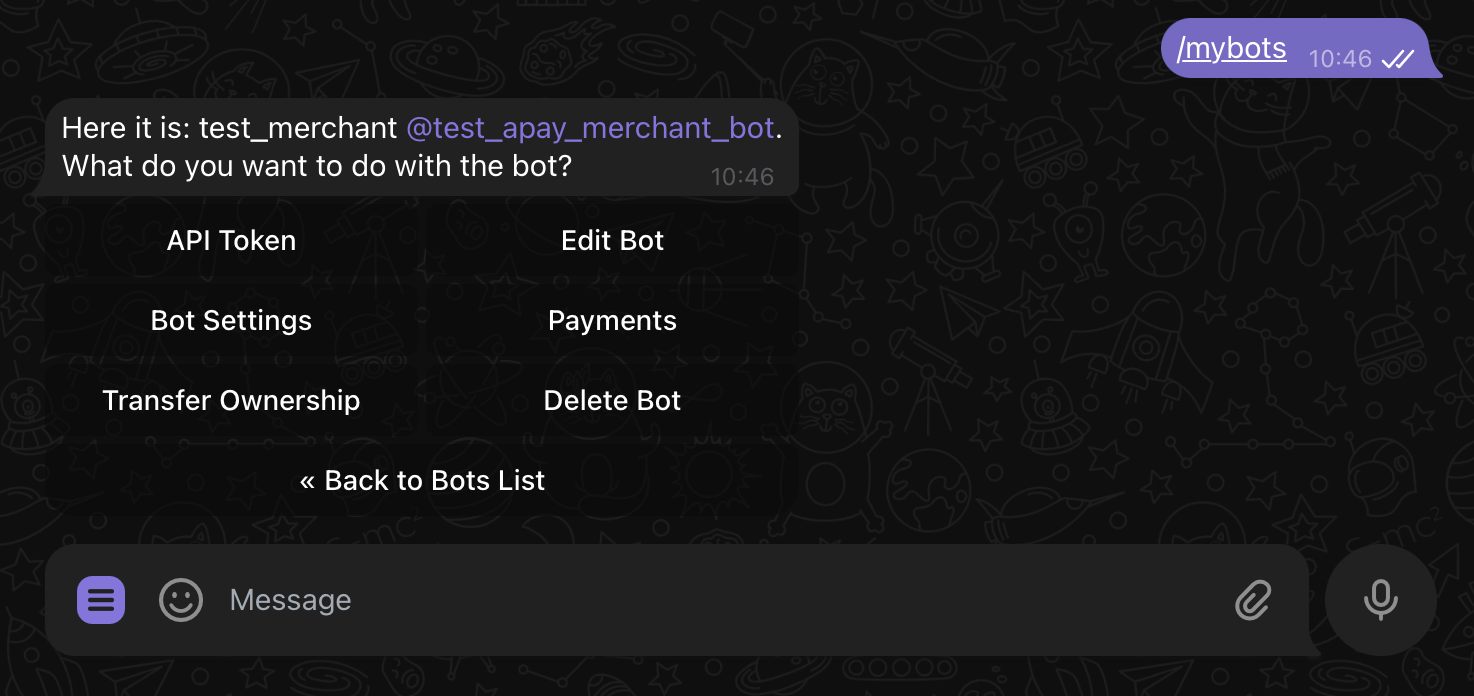 /mybots 10:46
Here it is: test_merchant @test_apay_merchant_bot.
What do you want to do with the bot? 10:46
API Token Edit Bot
Bot Settings Payments
Transfer Ownership Delete Bot
« Back to Bots List
Message